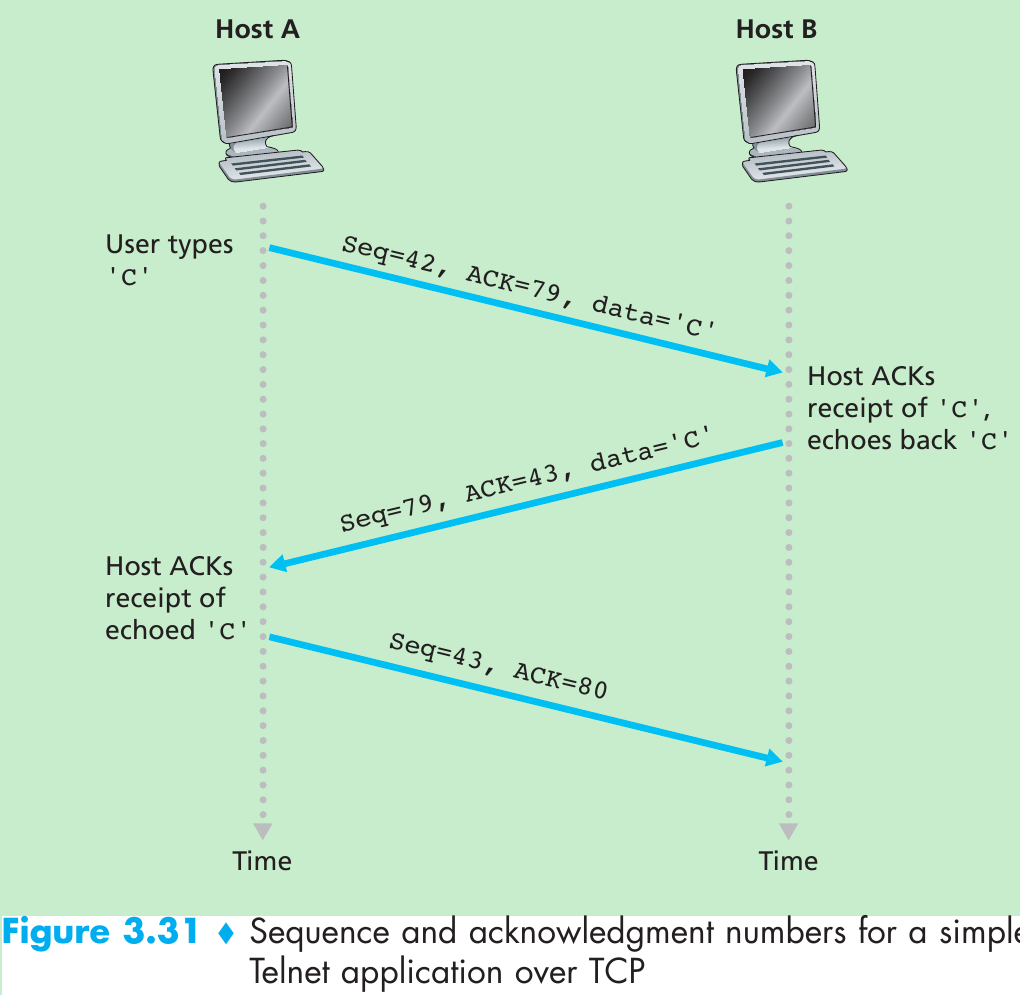 Host A
Host B
User types
'C'
Seq=42, ACK=79, data='C'
Host ACKs
receipt of 'C',
echoes back 'C'
Seq=79, ACK=43, data='C'
Host ACKs
receipt of
echoed 'C'
Seq=43, ACK=80
Time
Time
Figure 3.31 ♦ Sequence and acknowledgment numbers for a simple
Telnet application over TCP